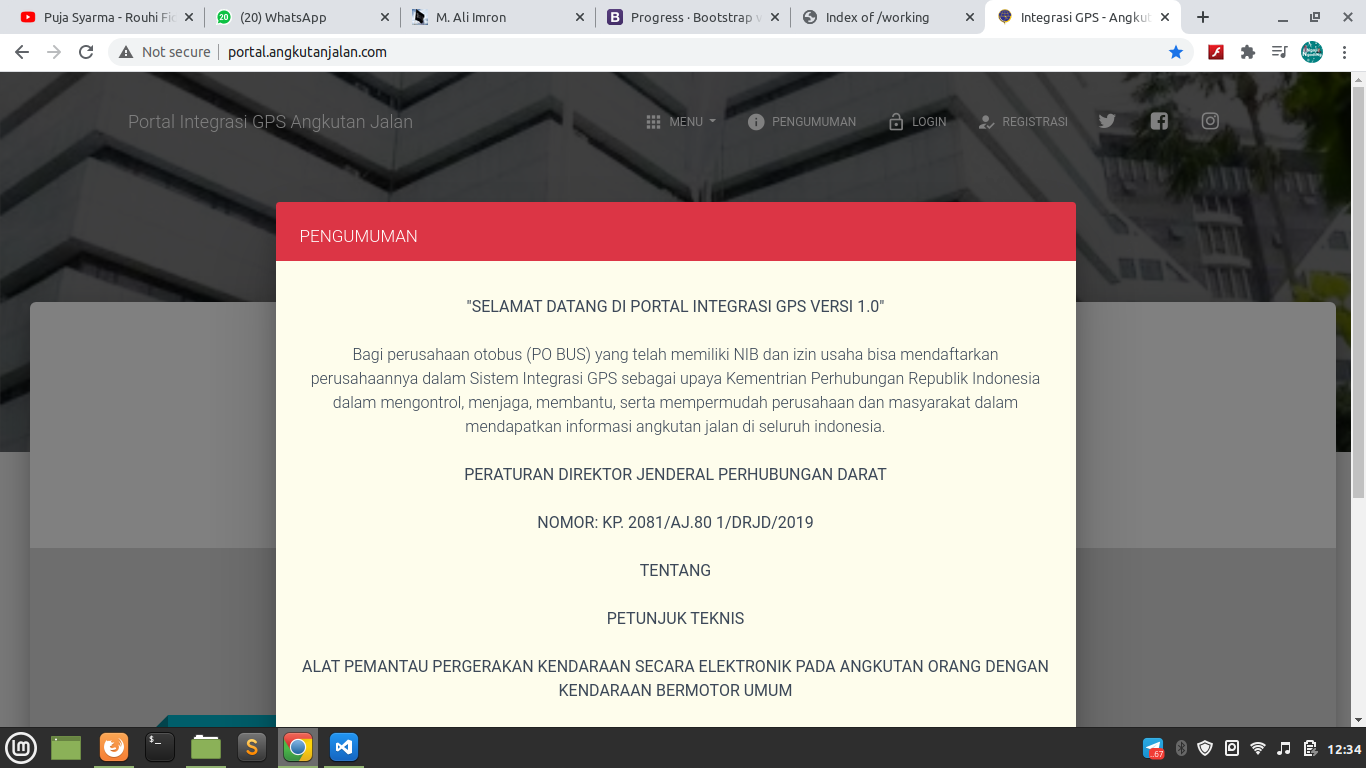 Puja Syarma - Rouhi Fid
20
(20) WhatsApp
M. Ali Imron
B
Progress · Bootstrap v
Index of /working
Integrasi GPS - Angkut
Not secure
portal.angkutanjalan.com
Portal Integrasi GPS Angkutan Jalan
MENU
PENGUMUMAN
LOGIN
REGISTRASI
PENGUMUMAN
"SELAMAT DATANG DI PORTAL INTEGRASI GPS VERSI 1.0"
Bagi perusahaan otobus (PO BUS) yang telah memiliki NIB dan izin usaha bisa mendaftarkan
perusahaannya dalam Sistem Integrasi GPS sebagai upaya Kementrian Perhubungan Republik Indonesia
dalam mengontrol, menjaga, membantu, serta mempermudah perusahaan dan masyarakat dalam
mendapatkan informasi angkutan jalan di seluruh indonesia.
PERATURAN DIREKTOR JENDERAL PERHUBUNGAN DARAT
NOMOR: KP. 2081/AJ.80 1/DRJD/2019
TENTANG
PETUNJUK TEKNIS
ALAT PEMANTAU PERGERAKAN KENDARAAN SECARA ELEKTRONIK PADA ANGKUTAN ORANG DENGAN
KENDARAAN BERMOTOR UMUM
$_
S
67
12:34